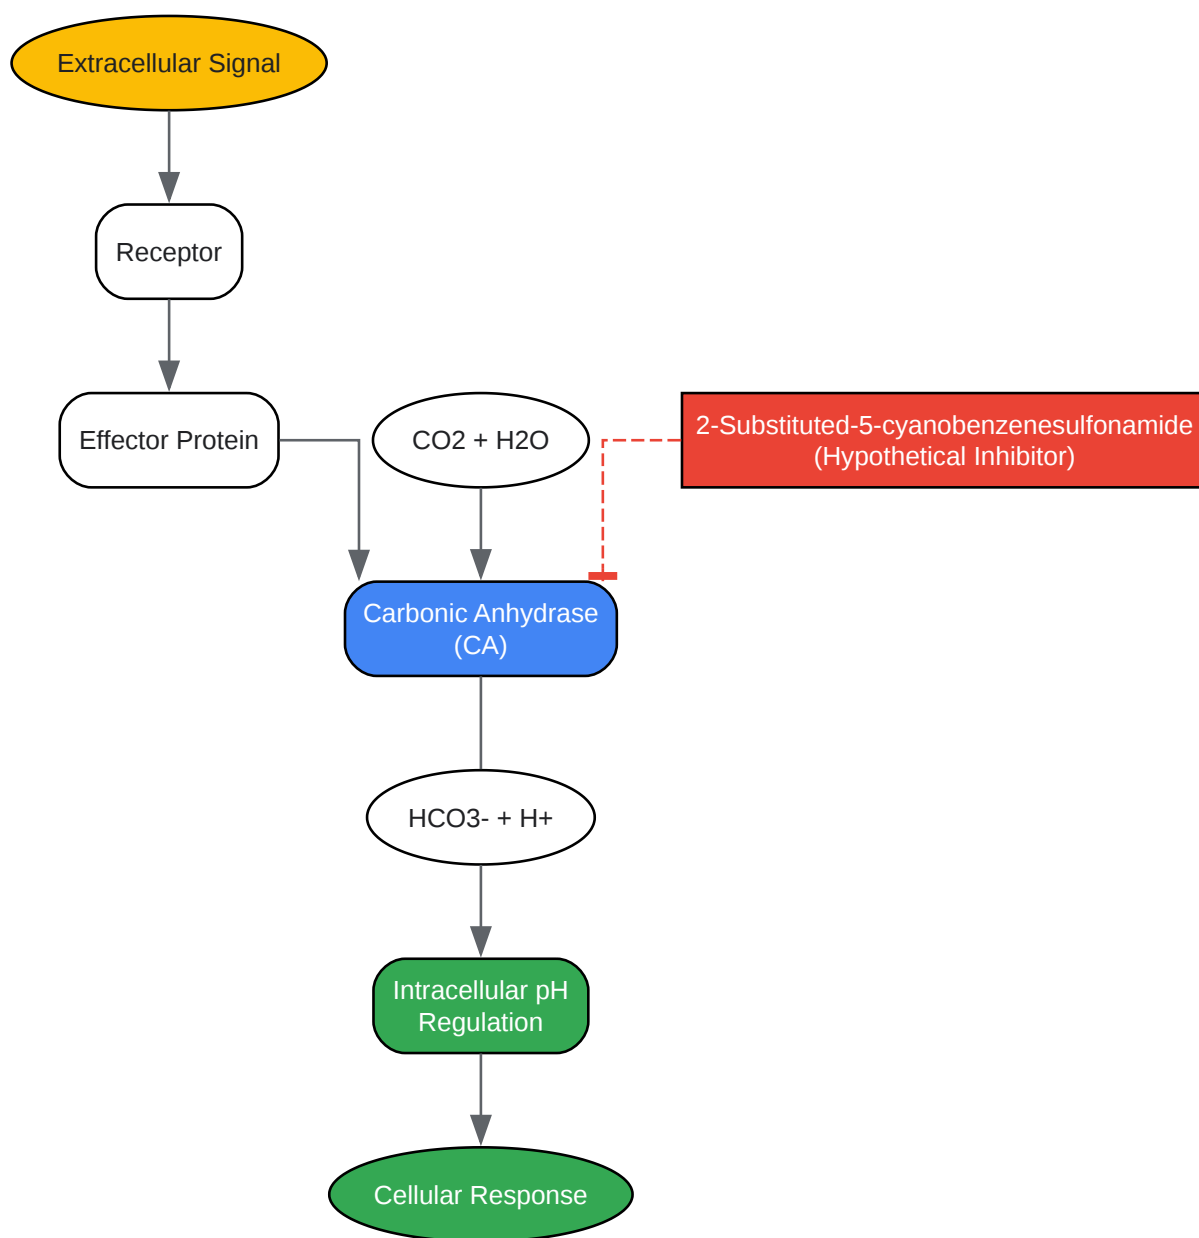 Extracellular Signal
Receptor
Effector Protein
CO2 + H2O
2-Substituted-5-cyanobenzenesulfonamide
(Hypothetical Inhibitor)
Carbonic Anhydrase
(CA)
HCO3- + H+
Intracellular pH
Regulation
Cellular Response